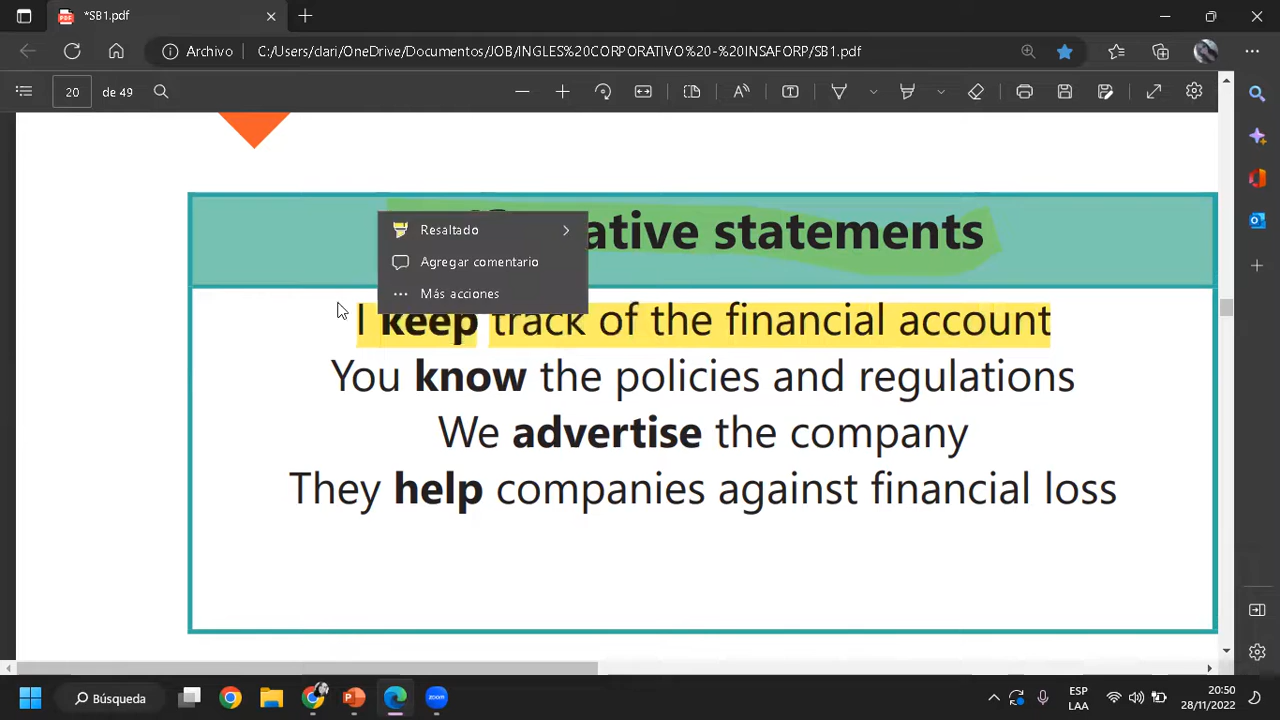 *SB1.pdf
Archivo C:/Users/clari/OneDrive/Documentos/JOB/INGLES%20CORPORATIVO%20-%20INSAFORP/SB1.pdf
20 de 49
ative statements
Resaltado
Agregar comentario
Más acciones
I keep track of the financial account
You know the policies and regulations
We advertise the company
They help companies against financial loss
Búsqueda
zoom
ESP
LAA
20:50
28/11/2022